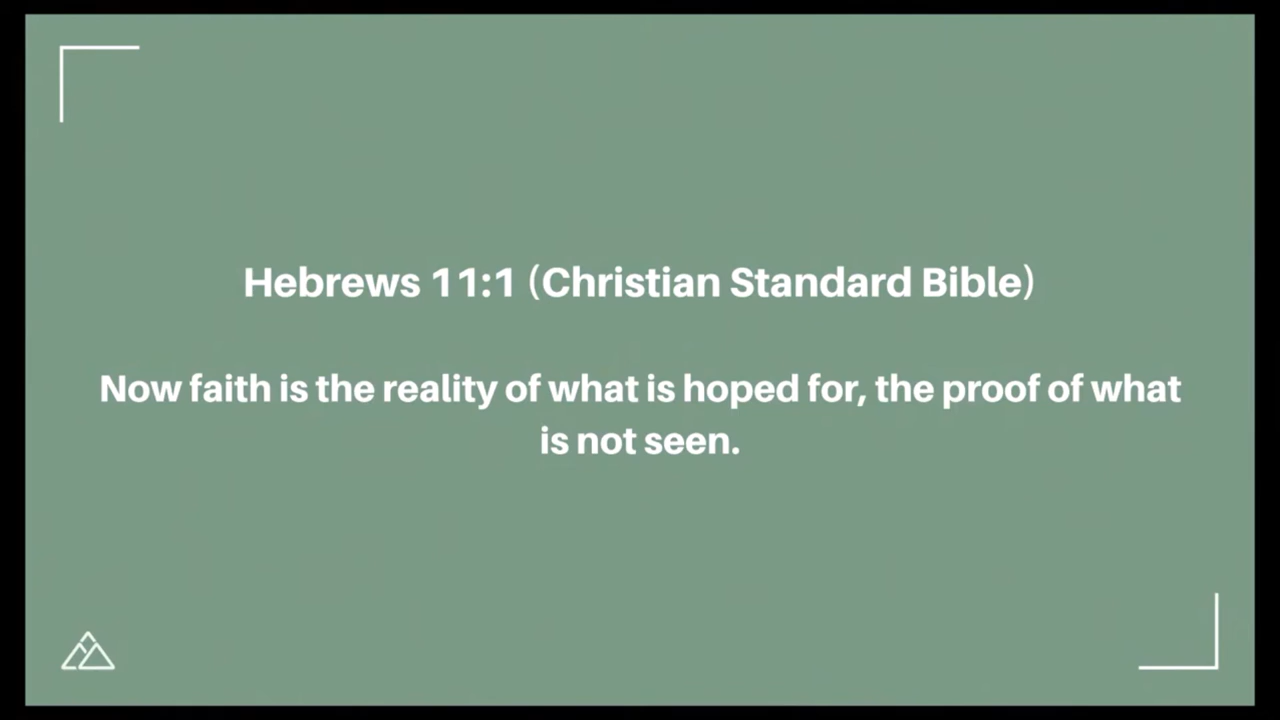 Hebrews 11:1 (Christian Standard Bible)
Now faith is the reality of what is hoped for, the proof of what
is not seen.